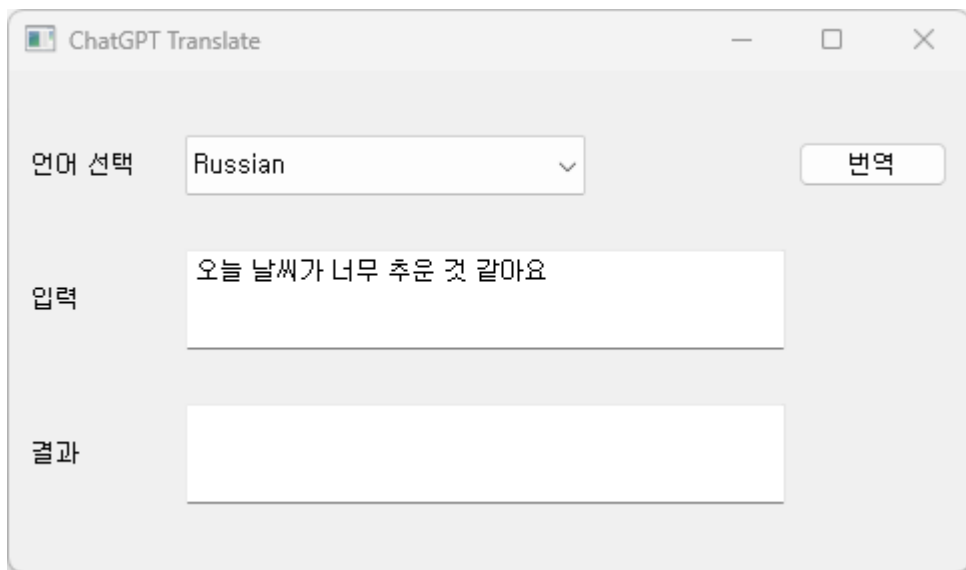 ChatGPT Translate
언어 선택
Russian
번역
입력
오늘 날씨가 너무 추운 것 같아요
결과